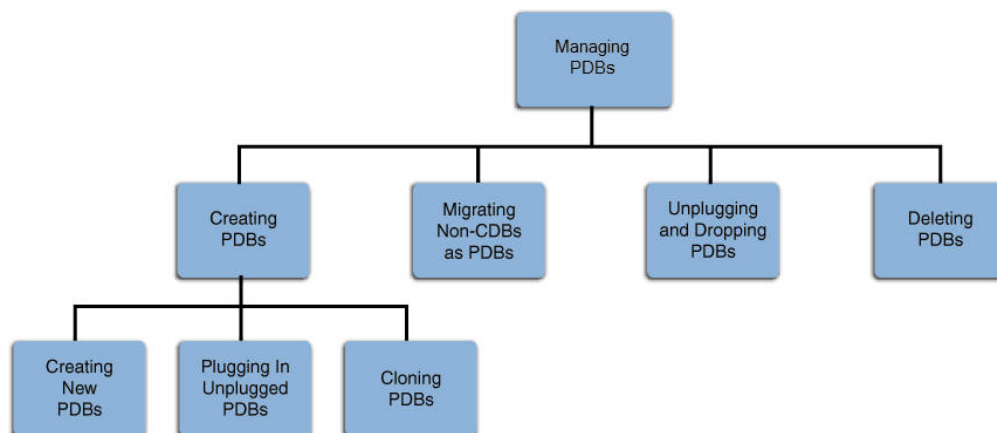 Managing
PDBs
Creating
PDBs
Migrating
Non-CDBs
as PDBs
Unplugging
and Dropping
PDBs
Deleting
PDBs
Creating
New
PDBs
Plugging In
Unplugged
PDBs
Cloning
PDBs